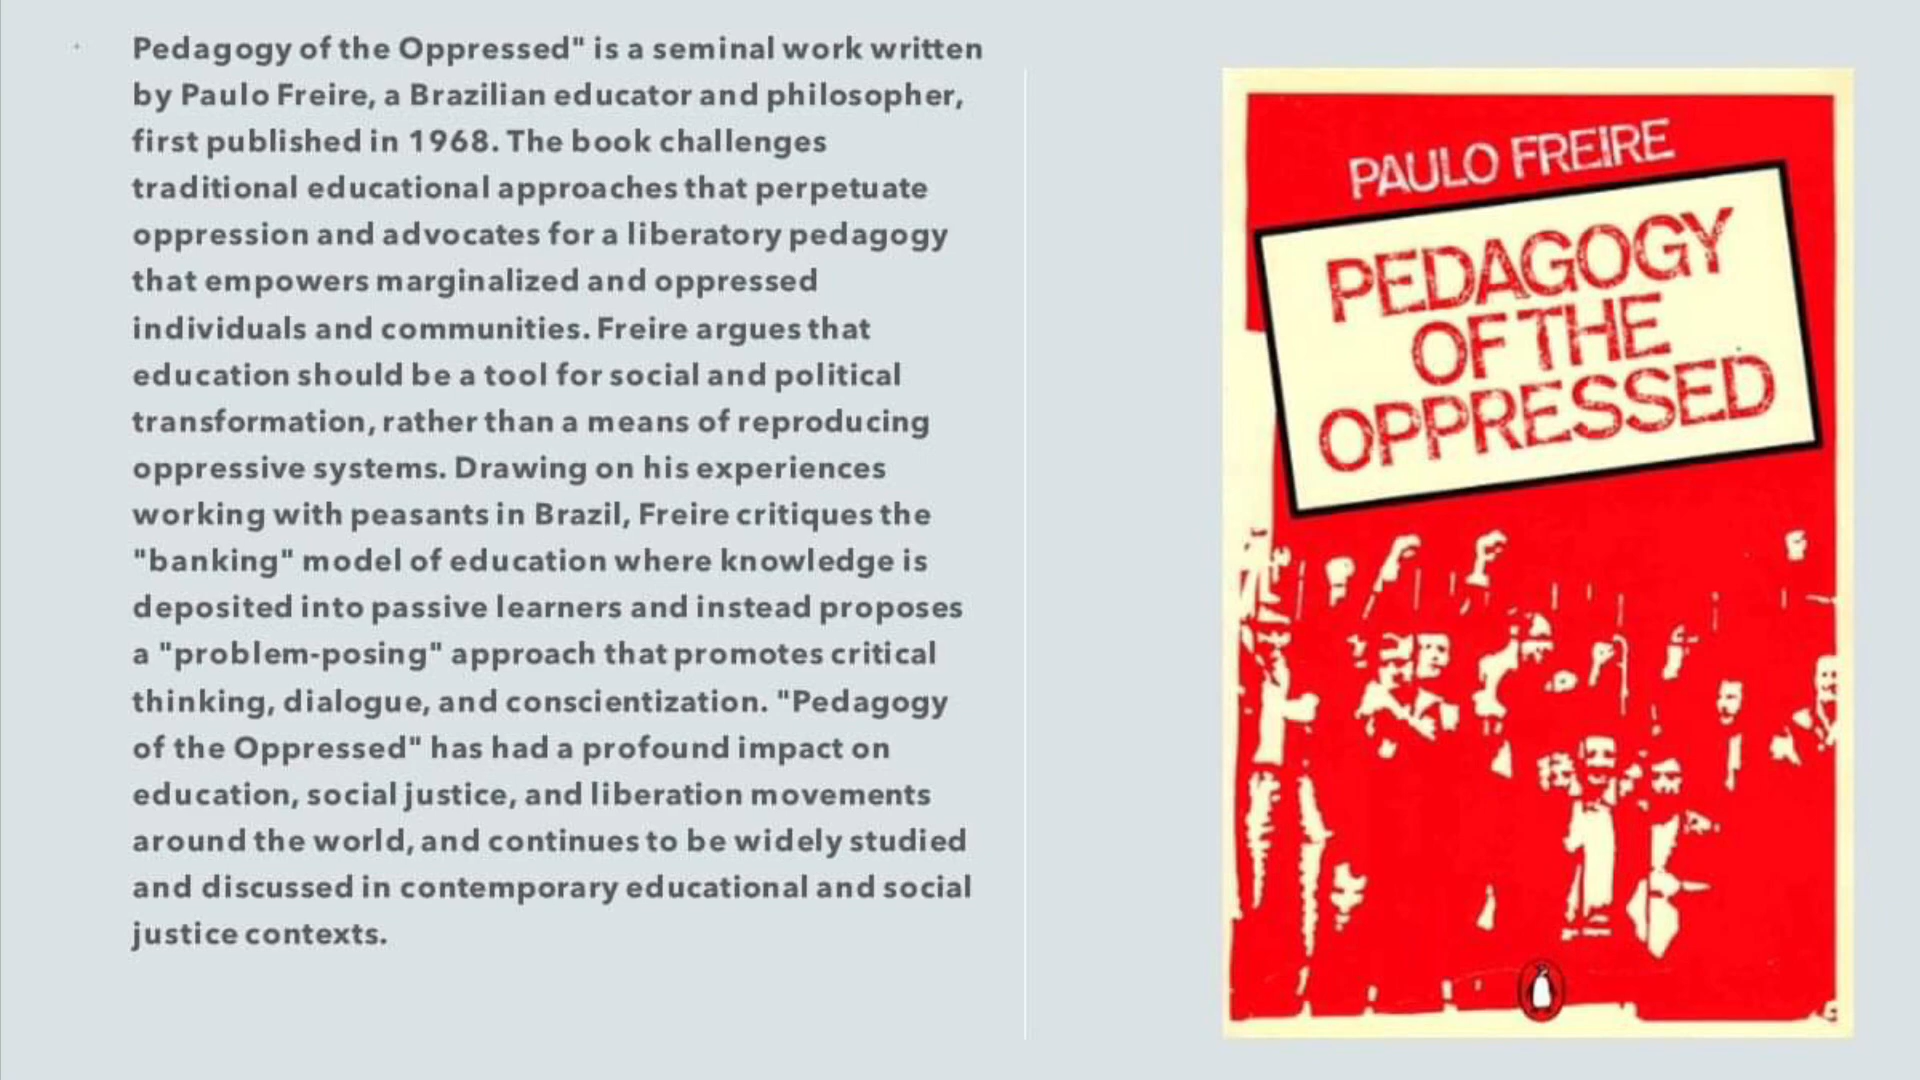 Pedagogy of the Oppressed" is a seminal work written
by Paulo Freire, a Brazilian educator and philosopher,
first published in 1968. The book challenges
traditional educational approaches that perpetuate
oppression and advocates for a liberatory pedagogy
that empowers marginalized and oppressed
individuals and communities. Freire argues that
education should be a tool for social and political
transformation, rather than a means of reproducing
oppressive systems. Drawing on his experiences
working with peasants in Brazil, Freire critiques the
"banking" model of education where knowledge is
deposited into passive learners and instead proposes
a "problem-posing" approach that promotes critical
thinking, dialogue, and conscientization. "Pedagogy
of the Oppressed" has had a profound impact on
education, social justice, and liberation movements
around the world, and continues to be widely studied
and discussed in contemporary educational and social
justice contexts.
PAULO FREIRE
PEDAGOGY
OF THE
OPPRESSED